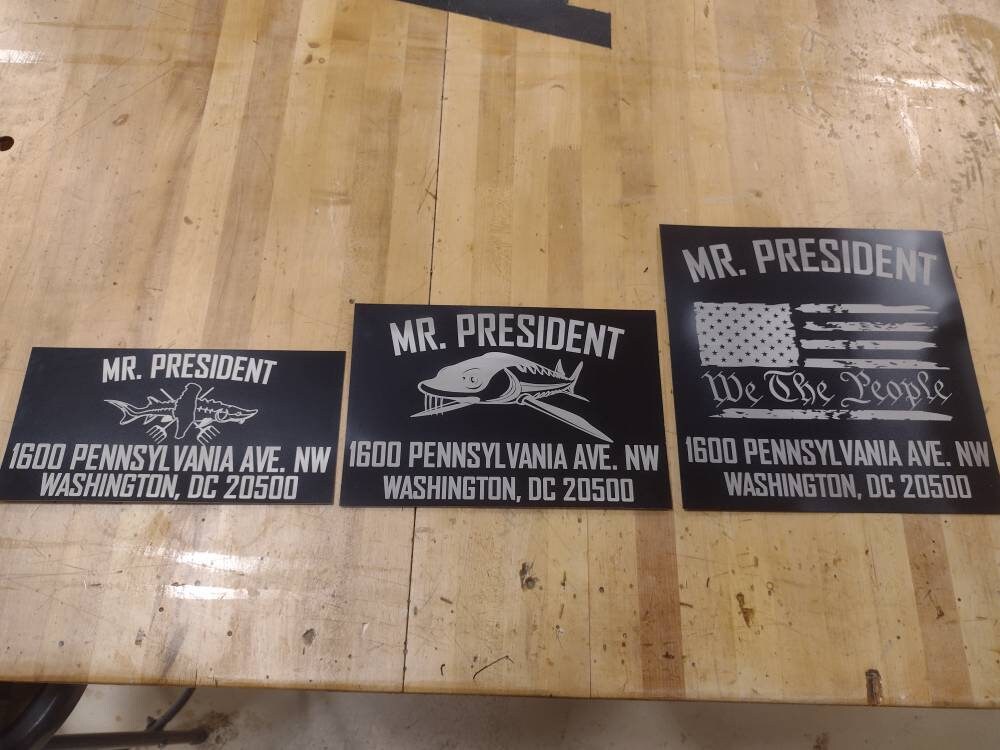 MR. PRESIDENT
1600 PENNSYLVANIA AVE. NW
WASHINGTON, DC 20500
MR. PRESIDENT
1600 PENNSYLVANIA AVE. NW
WASHINGTON, DC 20500
MR. PRESIDENT
We The People
1600 PENNSYLVANIA AVE. NW
WASHINGTON, DC 20500